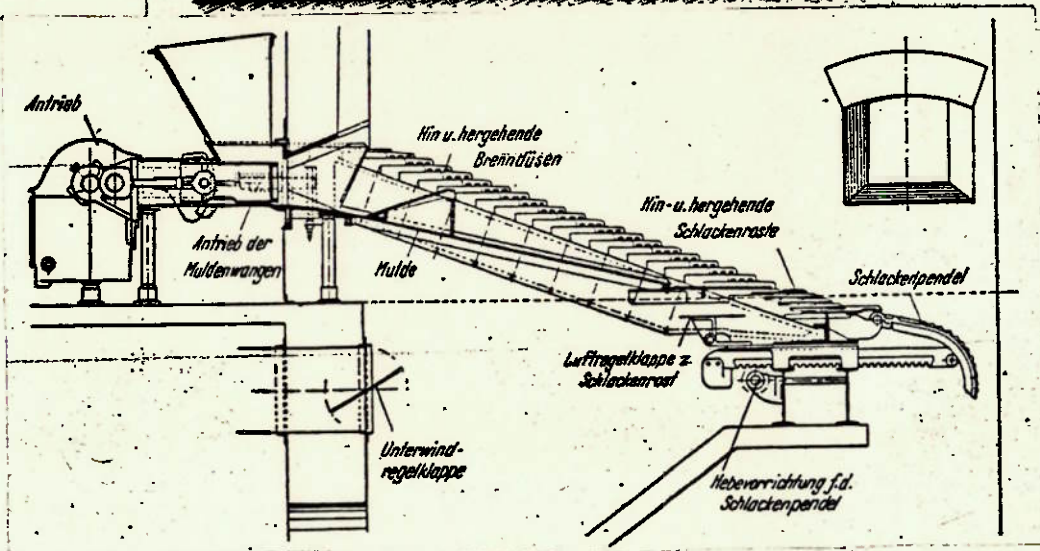 Antrieb
Hin u. hergehende
Brenndüsen
Hin- u. hergehende
Schlackenroste
Antrieb der
Muldenwangen
Mulde
Schlackenpendel
Luftregelklappe z.
Schlackenrost
Unterwind-
regelklappe
Hebevorrichtung f. d.
Schlackenpendel